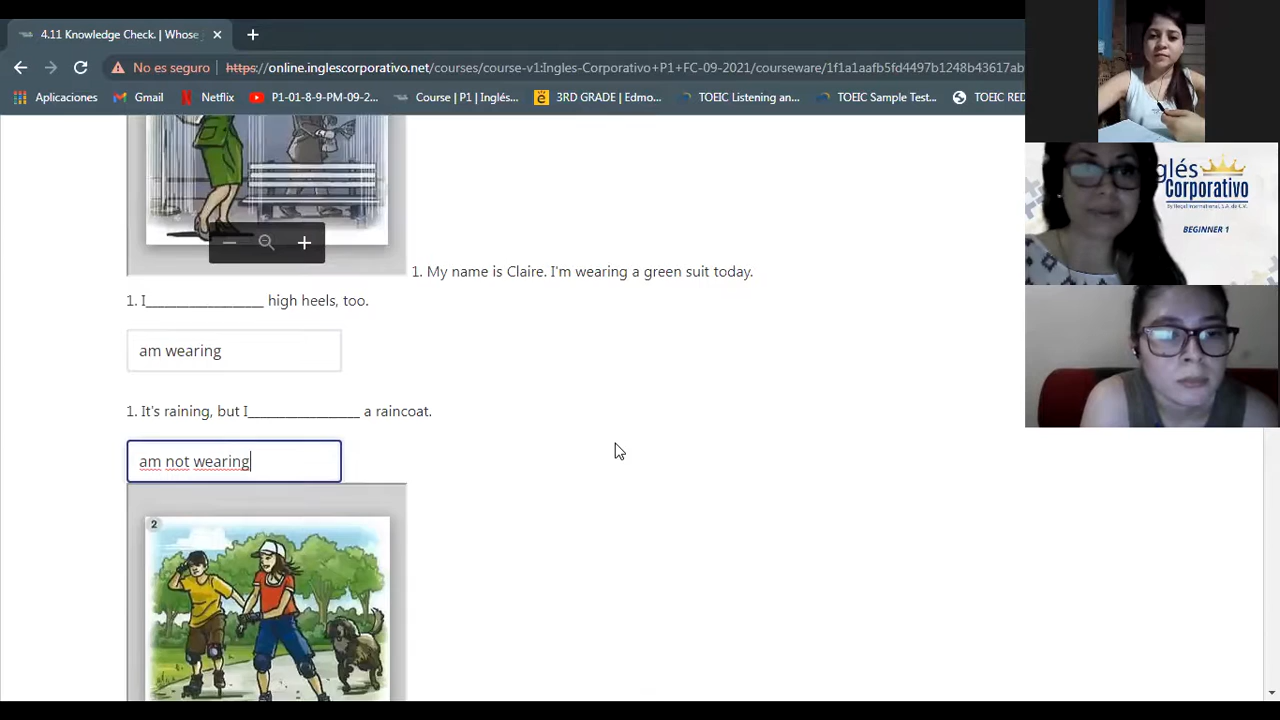 4.11 Knowledge Check. | Whose
No es seguro
https://online.inglescorporativo.net/courses/course-v1:Ingles-Corporativo+P1+FC-09-2021/courseware/1f1a1aafb5fd4497b1248b43617ab
Aplicaciones
Gmail
Netflix
P1-01-8-9-PM-09-2...
Course | P1 | Inglés...
3RD GRADE | Edmo...
TOEIC Listening an...
TOEIC Sample Test...
TOEIC RED
glés
Corporativo
BEGINNER 1
1. My name is Claire. I'm wearing a green suit today.
1. I__________________ high heels, too.
am wearing
1. It's raining, but I_________________ a raincoat.
am not wearing
2